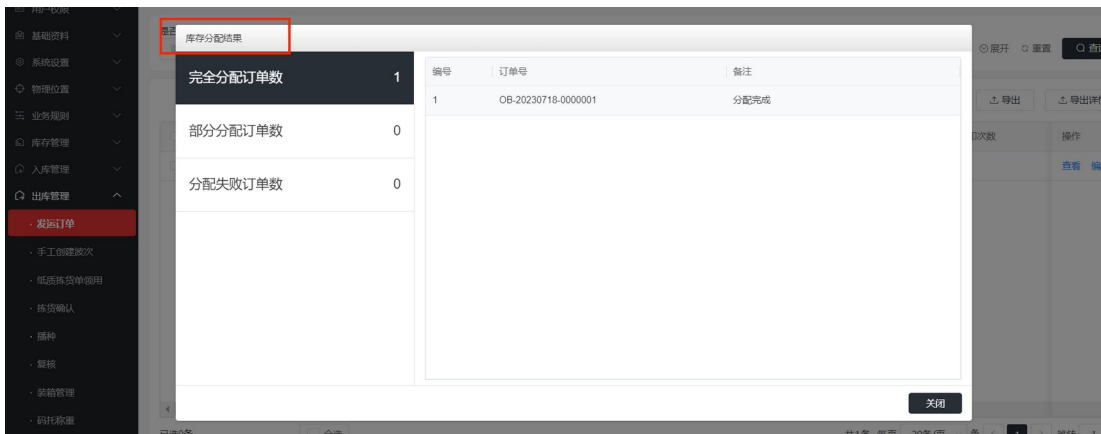 用户权限
基础资料
系统设置
物理位置
业务规则
库存管理
入库管理
出库管理
· 发运订单
· 手工创建波次
· 纸质拣货单领用
· 拣货确认
· 播种
· 复核
· 装箱管理
· 码托称重
是否
库存分配结果
完全分配订单数 1
部分分配订单数 0
分配失败订单数 0
编号 订单号 备注
1 OB-20230718-0000001 分配完成
关闭
展开 重置
导出 导出详
次数 操作
查看 编
已选0条 全选
共1条 每页 20条/页 条 1 跳转 1